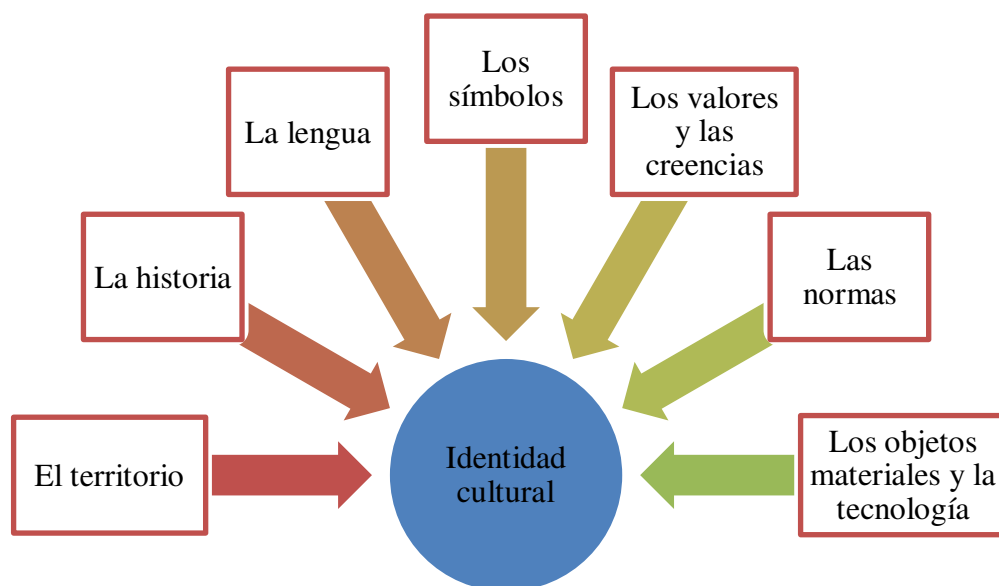 Los
símbolos
Los valores
y las
creencias
La lengua
La historia
Las
normas
El territorio
Identidad
cultural
Los objetos
materiales y la
tecnología